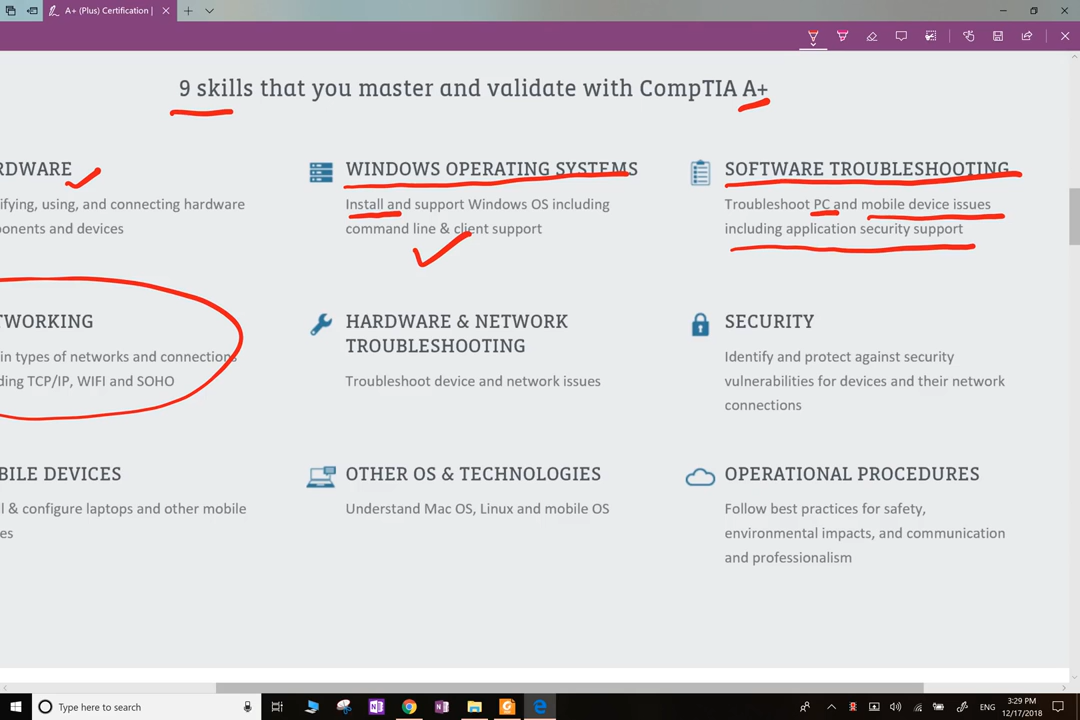 A+ (Plus) Certification |
9 skills that you master and validate with CompTIA A+
RDWARE
ifying, using, and connecting hardware
ponents and devices
WINDOWS OPERATING SYSTEMS
Install and support Windows OS including
command line & client support
SOFTWARE TROUBLESHOOTING
Troubleshoot PC and mobile device issues
including application security support
TWORKING
in types of networks and connections
ding TCP/IP, WIFI and SOHO
HARDWARE & NETWORK
TROUBLESHOOTING
Troubleshoot device and network issues
SECURITY
Identify and protect against security
vulnerabilities for devices and their network
connections
BILE DEVICES
l & configure laptops and other mobile
es
OTHER OS & TECHNOLOGIES
Understand Mac OS, Linux and mobile OS
OPERATIONAL PROCEDURES
Follow best practices for safety,
environmental impacts, and communication
and professionalism
Type here to search
ENG
3:29 PM
12/17/2018